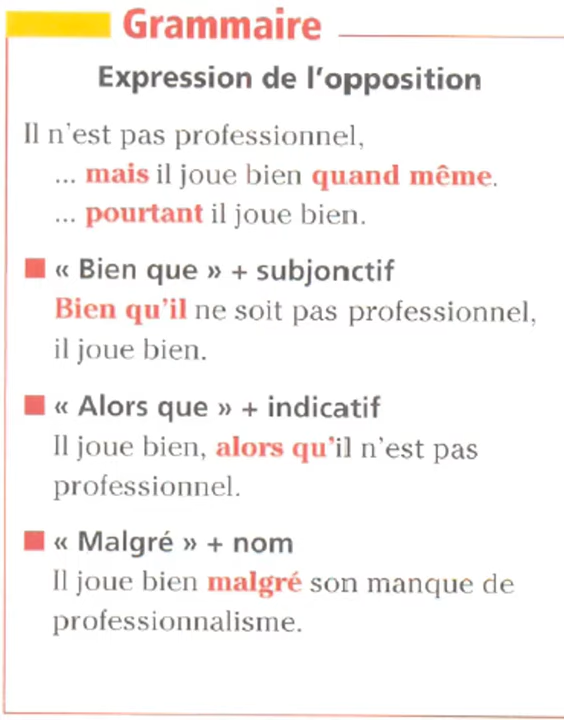 Grammaire
Expression de l'opposition
Il n'est pas professionnel,
... mais il joue bien quand même.
... pourtant il joue bien.
■ « Bien que » + subjonctif
Bien qu'il ne soit pas professionnel,
il joue bien.
■ « Alors que » + indicatif
Il joue bien, alors qu'il n'est pas
professionnel.
■ « Malgré » + nom
Il joue bien malgré son manque de
professionnalisme.